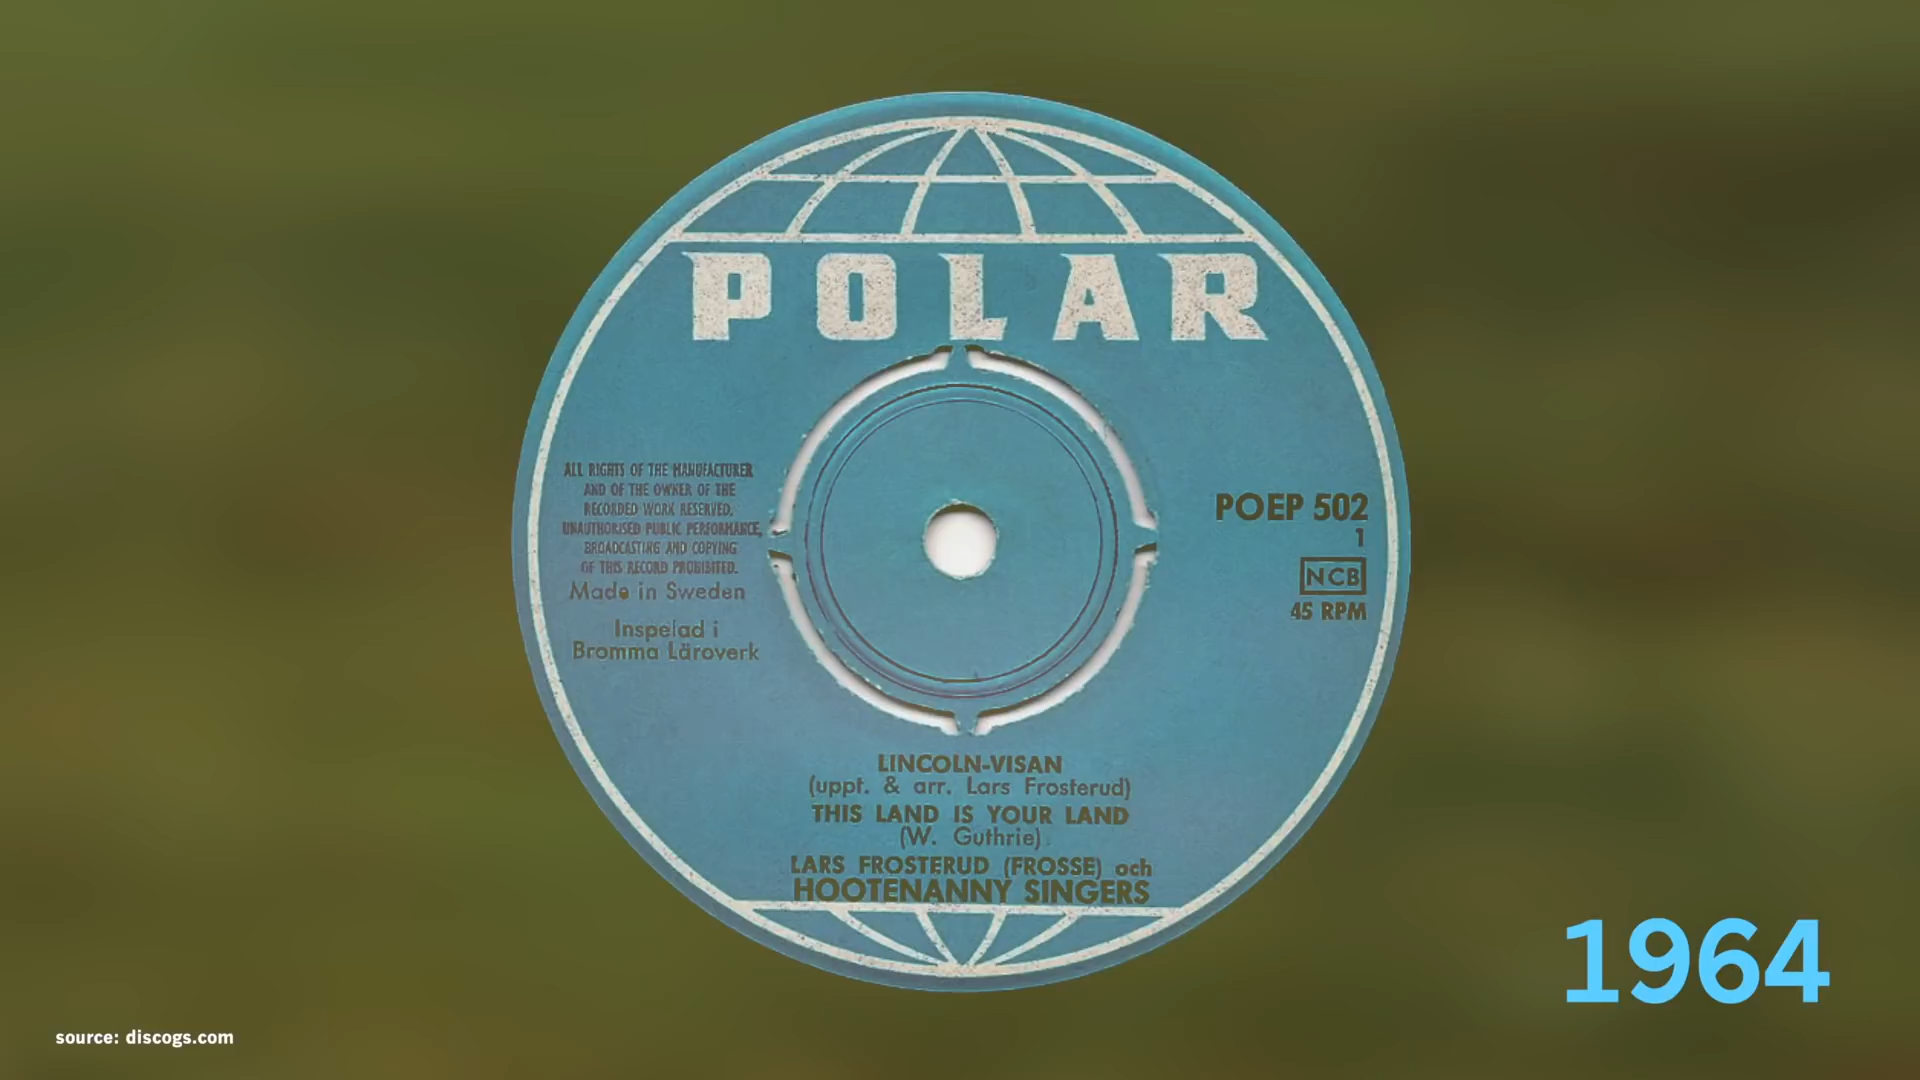 POLAR
ALL RIGHTS OF THE MANUFACTURER
AND OF THE OWNER OF THE
RECORDED WORK RESERVED.
UNAUTHORISED PUBLIC PERFORMANCE,
BROADCASTING AND COPYING
OF THIS RECORD PROHIBITED.
Made in Sweden
Inspelad i
Bromma Läroverk
POEP 502
1
NCB
45 RPM
LINCOLN-VISAN
(uppt. & arr. Lars Frosterud)
THIS LAND IS YOUR LAND
(W. Guthrie)
LARS FROSTERUD (FROSSE) och
HOOTENANNY SINGERS
1964
source: discogs.com